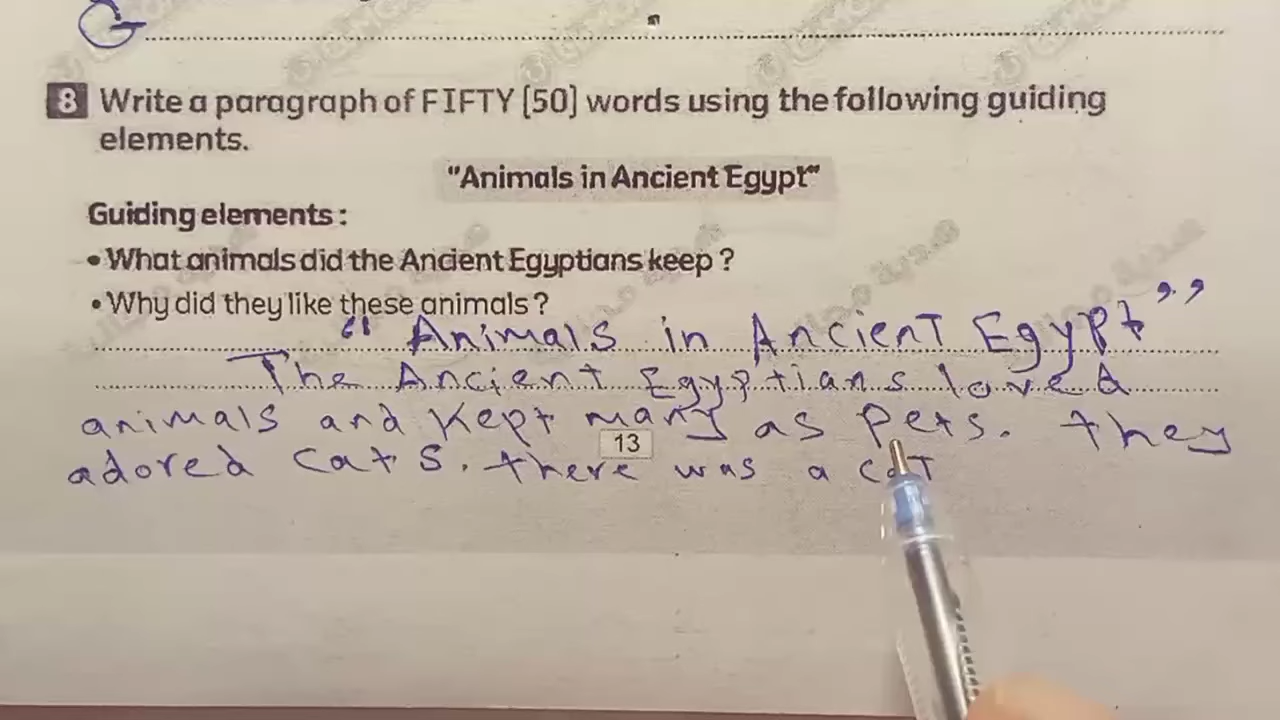 8 Write a paragraph of FIFTY [50] words using the following guiding
elements.
"Animals in Ancient Egypt"
Guiding elements :
• What animals did the Ancient Egyptians keep ?
• Why did they like these animals ?
"Animals in Ancient Egypt"
The Ancient Egyptians loved
animals and kept many as pets. They
13
adored cats. There was a cat